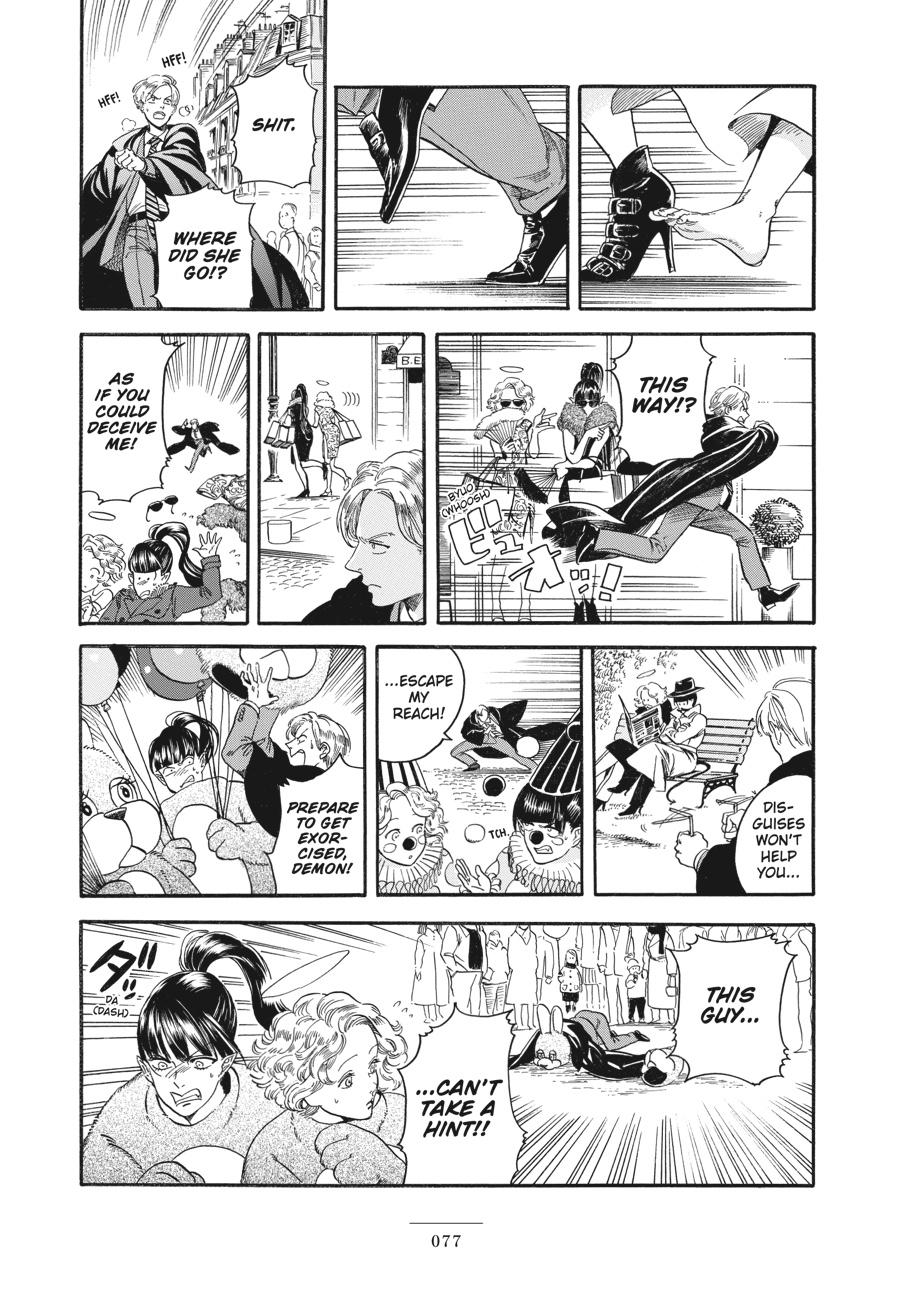 SHIT.
HFF!
HFF!
WHERE
DID SHE
GO!?
THIS
WAY!?
BYUO
(WHOOSH)
ビュオッ!!
B.E
AS
IF YOU
COULD
DECEIVE
ME!
DIS-
GUISES
WON'T
HELP
YOU...
...ESCAPE
MY
REACH!
TCH.
PREPARE
TO GET
EXOR-
CISED,
DEMON!
THIS
GUY...
...CAN'T
TAKE A
HINT!!
ダッ
DA
(DASH)
077